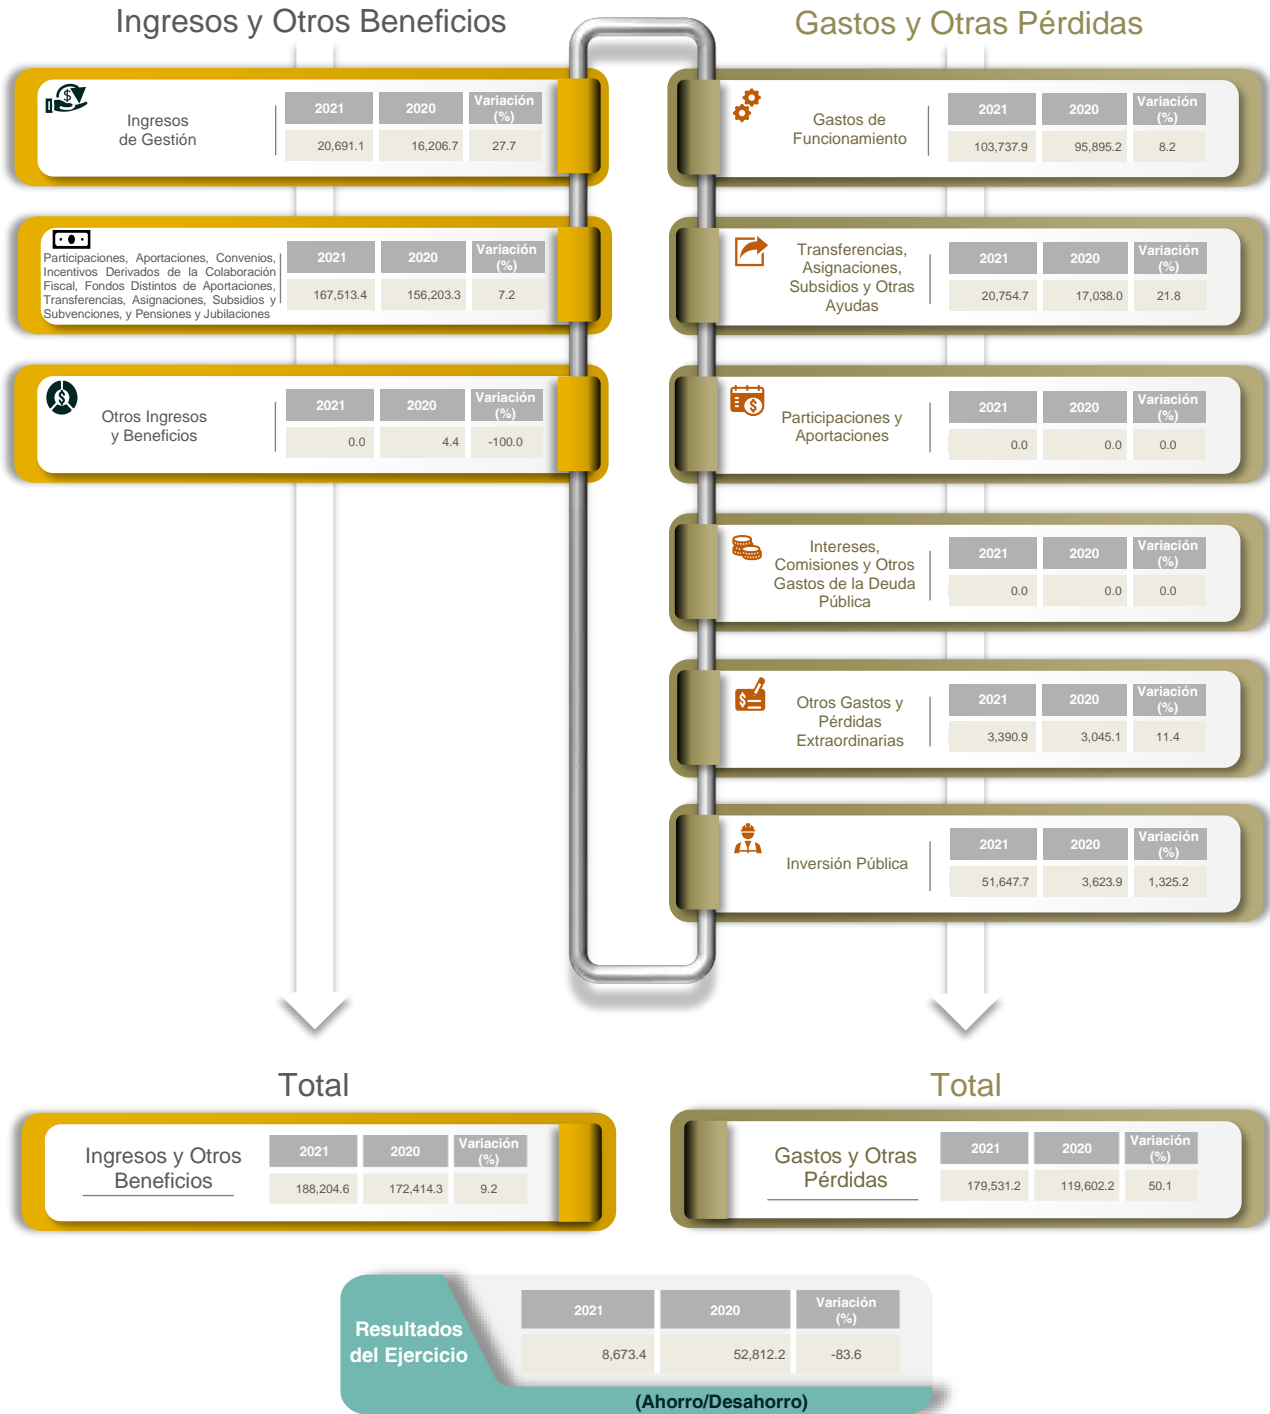 Ingresos y Otros Beneficios
Ingresos
de Gestión
2021 2020 Variación (%)
20,691.1 16,206.7 27.7
Participaciones, Aportaciones, Convenios,
Incentivos Derivados de la Colaboración
Fiscal, Fondos Distintos de Aportaciones,
Transferencias, Asignaciones, Subsidios y
Subvenciones, y Pensiones y Jubilaciones
2021 2020 Variación (%)
167,513.4 156,203.3 7.2
Otros Ingresos
y Beneficios
2021 2020 Variación (%)
0.0 4.4 -100.0
Gastos y Otras Pérdidas
Gastos de
Funcionamiento
2021 2020 Variación (%)
103,737.9 95,895.2 8.2
Transferencias,
Asignaciones,
Subsidios y Otras
Ayudas
2021 2020 Variación (%)
20,754.7 17,038.0 21.8
Participaciones y
Aportaciones
2021 2020 Variación (%)
0.0 0.0 0.0
Intereses,
Comisiones y Otros
Gastos de la Deuda
Pública
2021 2020 Variación (%)
0.0 0.0 0.0
Otros Gastos y
Pérdidas
Extraordinarias
2021 2020 Variación (%)
3,390.9 3,045.1 11.4
Inversión Pública
2021 2020 Variación (%)
51,647.7 3,623.9 1,325.2
Total
Ingresos y Otros
Beneficios
2021 2020 Variación (%)
188,204.6 172,414.3 9.2
Total
Gastos y Otras
Pérdidas
2021 2020 Variación (%)
179,531.2 119,602.2 50.1
Resultados
del Ejercicio
2021 2020 Variación (%)
8,673.4 52,812.2 -83.6
(Ahorro/Desahorro)